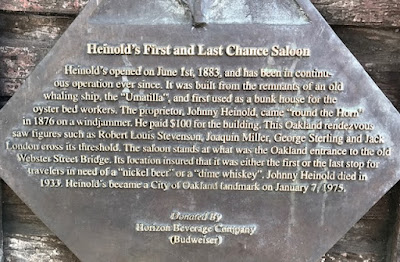 Heinold's First and Last Chance Saloon
Heinold's opened on June 1st, 1883, and has been in continu-
ous operation ever since. It was built from the remnants of an old
whaling ship, the "Umatilla", and first used as a bunk house for the
oyster bed workers. The proprietor, Johnny Heinold, came "round the Horn"
in 1876 on a windjammer. He paid $100 for the building. This Oakland rendezvous
saw figures such as Robert Louis Stevenson, Joaquin Miller, George Sterling and Jack
London cross its threshold. The saloon stands at what was the Oakland entrance to the old
Webster Street Bridge. Its location insured that it was either the first or the last stop for
travelers in need of a "nickel beer" or a "dime whiskey". Johnny Heinold died in
1933. Heinold's became a City of Oakland landmark on January 7, 1975.
Donated By
Horizon Beverage Company
(Budweiser)